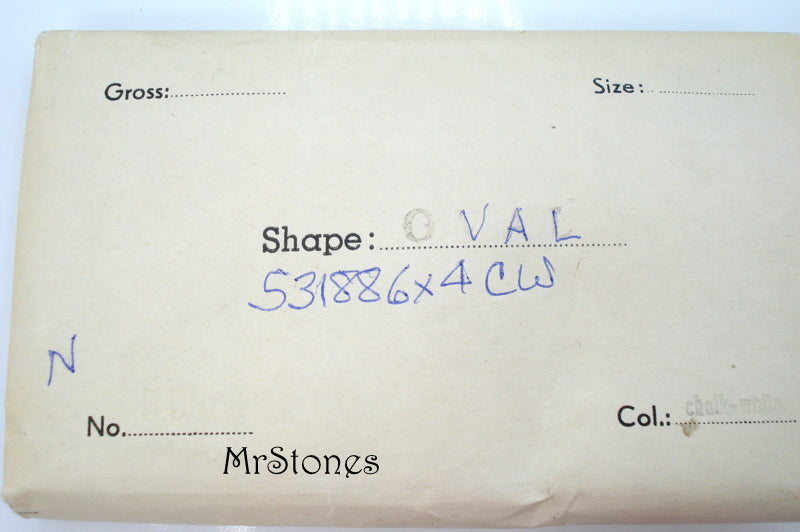 Gross:
Size:
Shape: OVAL
531886x4 CW
N
No.
Col.: chalk-white
MrStones